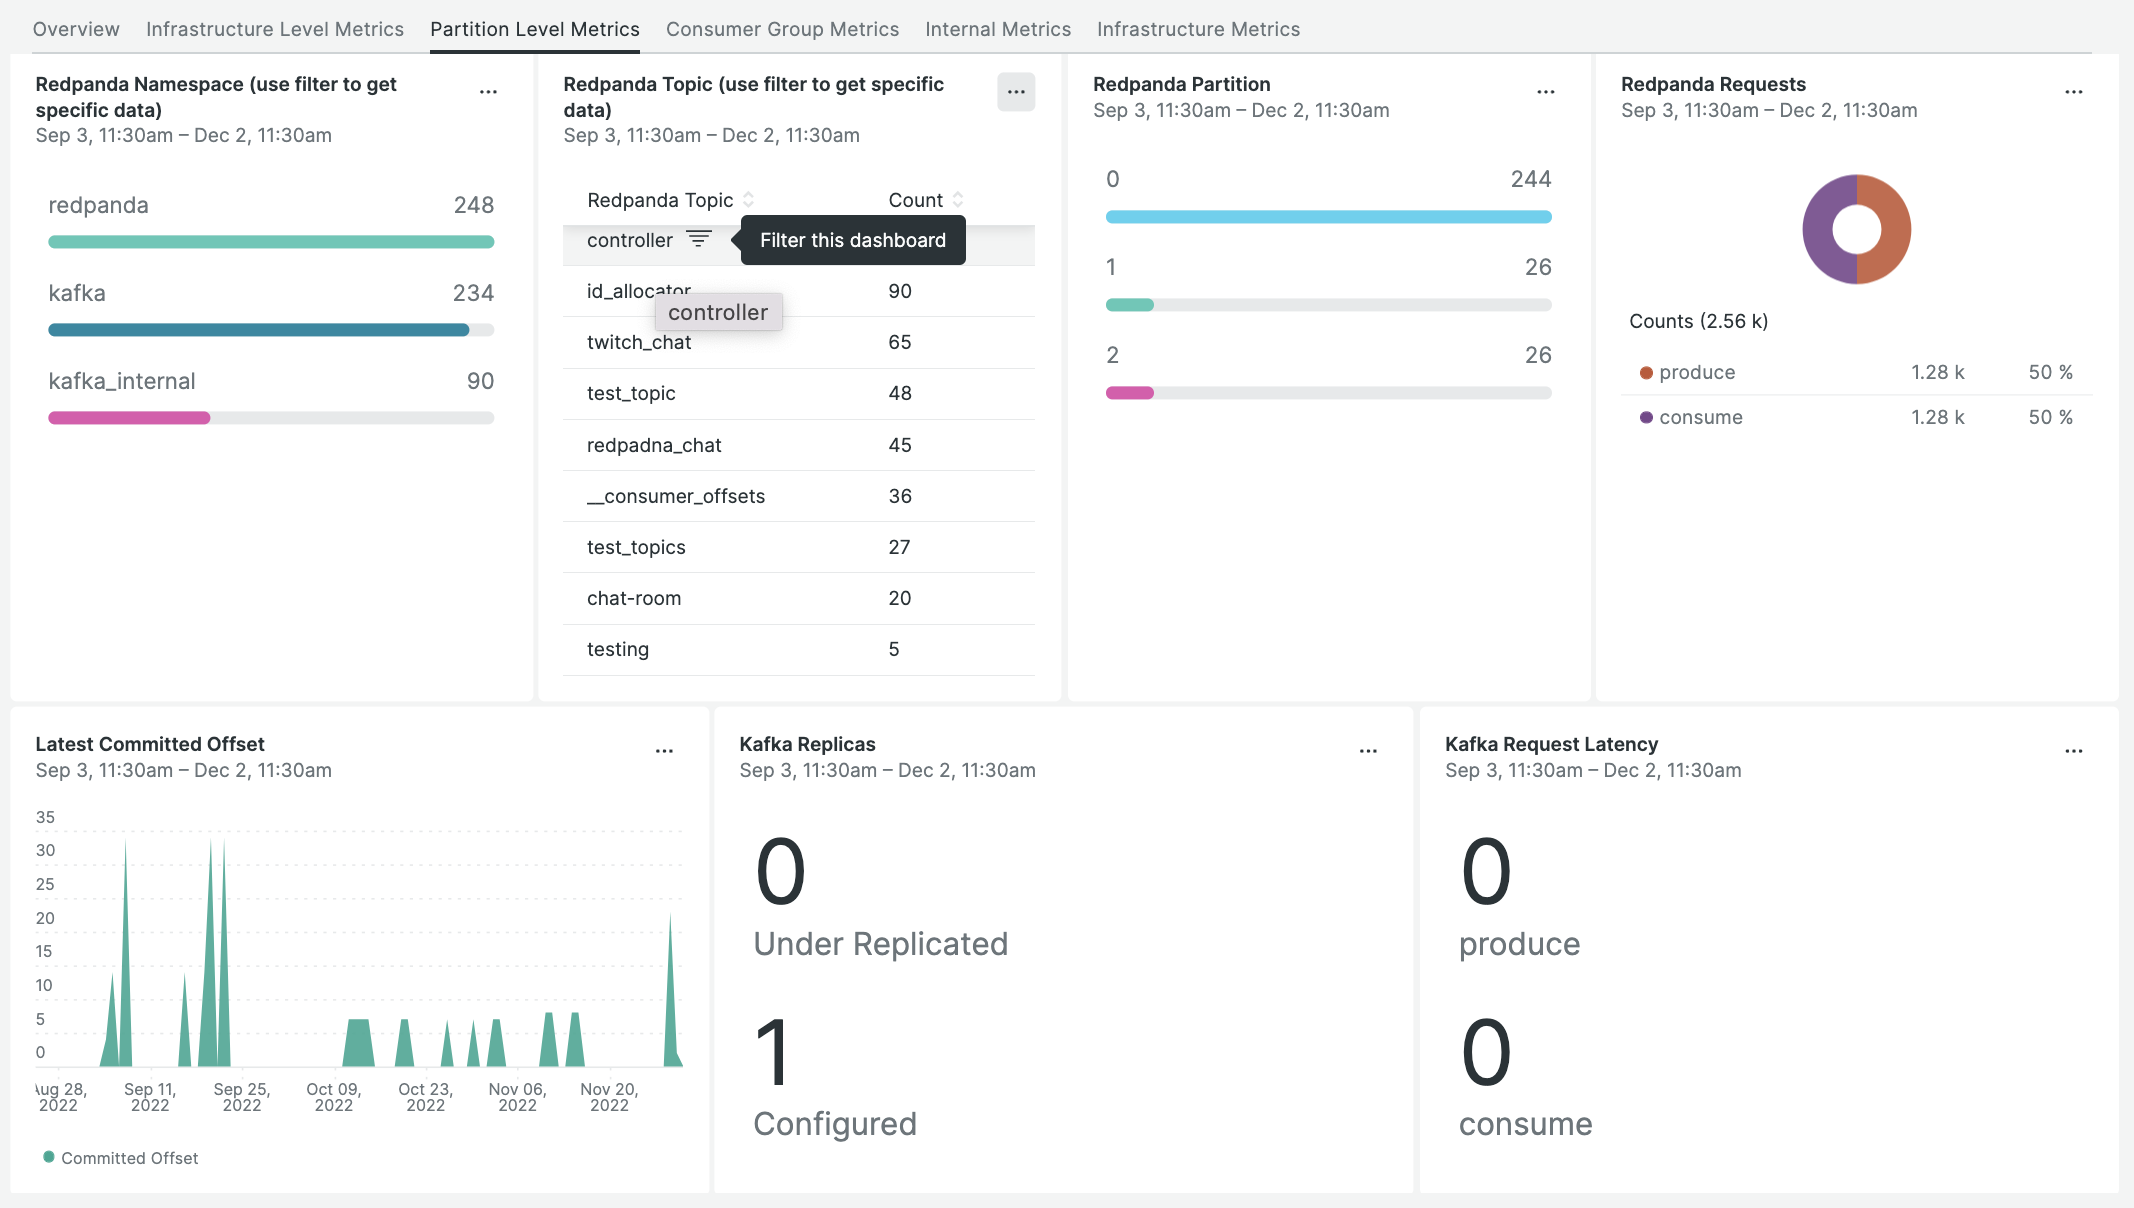 Overview Infrastructure Level Metrics Partition Level Metrics Consumer Group Metrics Internal Metrics Infrastructure Metrics
Redpanda Namespace (use filter to get
specific data)
Sep 3, 11:30am – Dec 2, 11:30am
redpanda 248
kafka 234
kafka_internal 90
Redpanda Topic (use filter to get specific
data)
Sep 3, 11:30am – Dec 2, 11:30am
Redpanda Topic Count
controller Filter this dashboard
id_allocator 90
controller
twitch_chat 65
test_topic 48
redpadna_chat 45
__consumer_offsets 36
test_topics 27
chat-room 20
testing 5
Redpanda Partition
Sep 3, 11:30am – Dec 2, 11:30am
0 244
1 26
2 26
Redpanda Requests
Sep 3, 11:30am – Dec 2, 11:30am
Counts (2.56 k)
produce 1.28 k 50 %
consume 1.28 k 50 %
Latest Committed Offset
Sep 3, 11:30am – Dec 2, 11:30am
35
30
25
20
15
10
5
0
Aug 28, Sep 11, Sep 25, Oct 09, Oct 23, Nov 06, Nov 20,
2022 2022 2022 2022 2022 2022 2022
Committed Offset
Kafka Replicas
Sep 3, 11:30am – Dec 2, 11:30am
0
Under Replicated
1
Configured
Kafka Request Latency
Sep 3, 11:30am – Dec 2, 11:30am
0
produce
0
consume